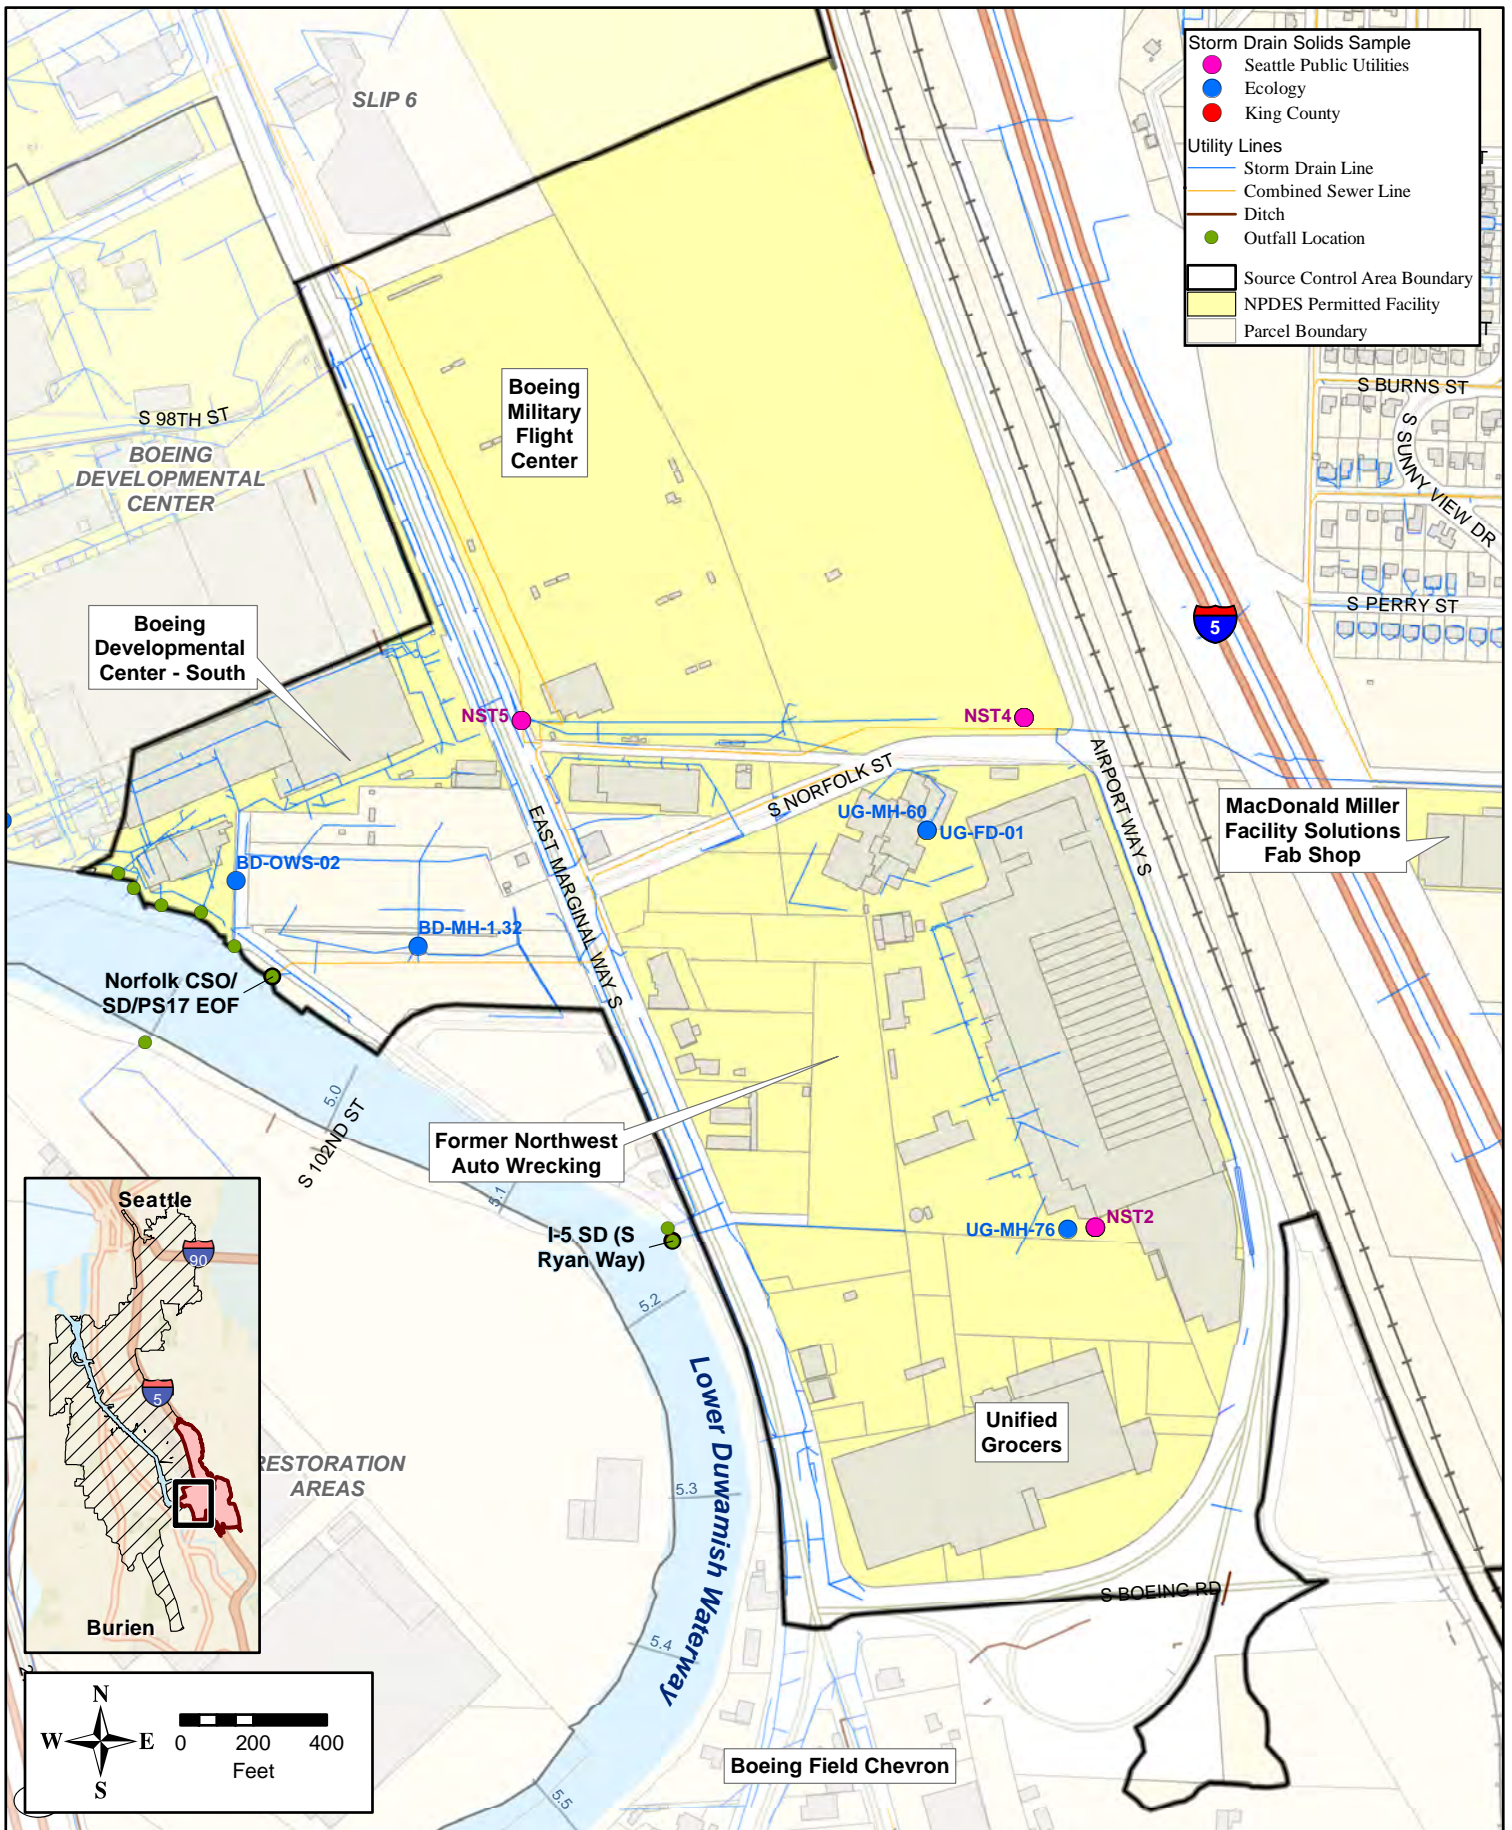 SLIP 6
Storm Drain Solids Sample
Seattle Public Utilities
Ecology
King County
Utility Lines
Storm Drain Line
Combined Sewer Line
Ditch
Outfall Location
Source Control Area Boundary
NPDES Permitted Facility
Parcel Boundary
T
T
S BURNS ST
S SUNNY VIEW DR
S PERRY ST
5
S 98TH ST
BOEING
DEVELOPMENTAL
CENTER
Boeing
Military
Flight
Center
Boeing
Developmental
Center - South
NST5
NST4
S NORFOLK ST
AIRPORT WAY S
EAST MARGINAL WAY S
UG-MH-60
UG-FD-01
MacDonald Miller
Facility Solutions
Fab Shop
BD-OWS-02
BD-MH-1.32
Norfolk CSO/
SD/PS17 EOF
5.0
S 102ND ST
Former Northwest
Auto Wrecking
5.1
I-5 SD (S
Ryan Way)
UG-MH-76
NST2
5.2
Lower Duwamish Waterway
5.3
Unified
Grocers
RESTORATION
AREAS
S BOEING RD
5.4
Boeing Field Chevron
5.5
Seattle
90
5
Burien
N
W
E
S
0
200
400
Feet